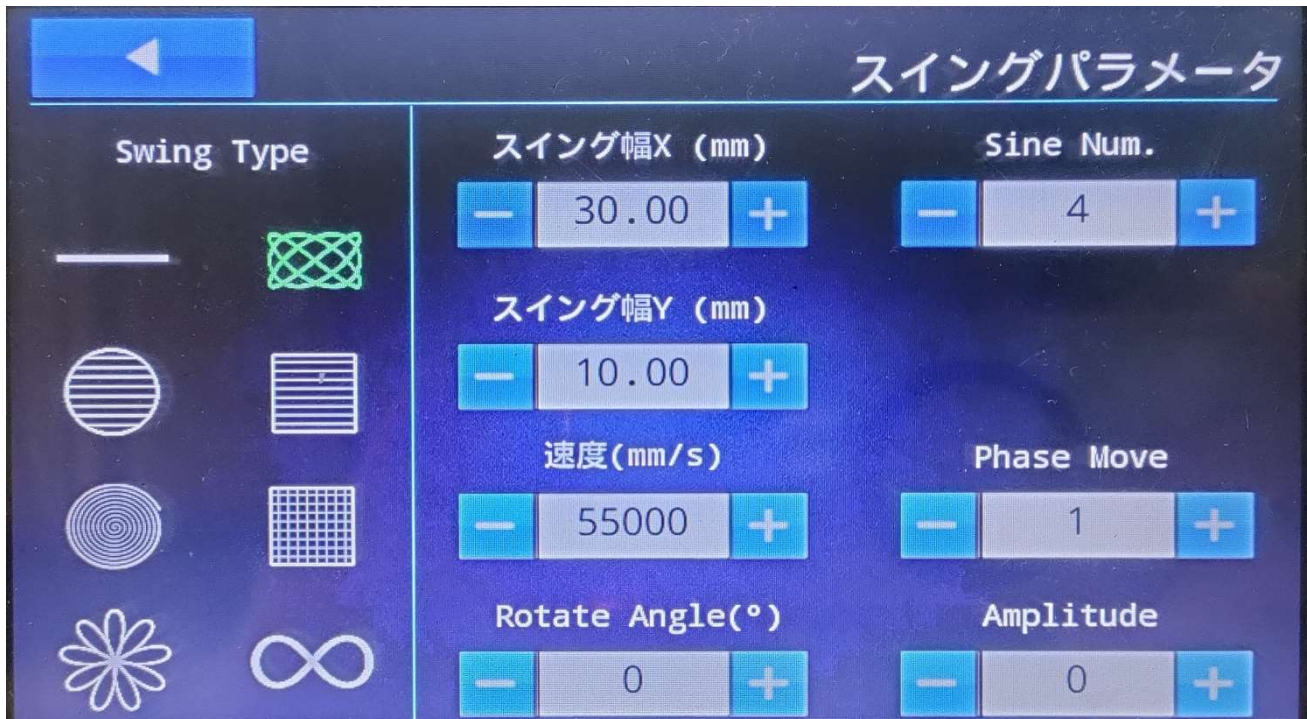 スイングパラメータ
Swing Type
スイング幅X (mm)
30.00
Sine Num.
4
スイング幅Y (mm)
10.00
速度(mm/s)
55000
Phase Move
1
Rotate Angle(°)
0
Amplitude
0